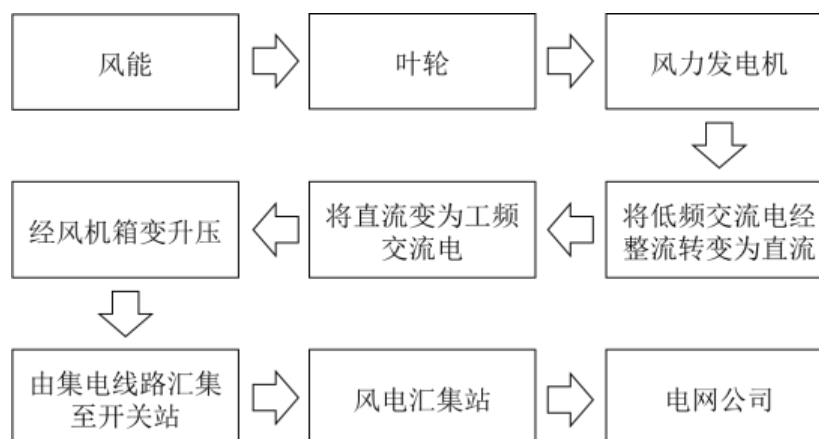 风能
叶轮
风力发电机
将低频交流电经
整流转变为直流
将直流变为工频
交流电
经风机箱变升压
由集电线路汇集
至开关站
风电汇集站
电网公司